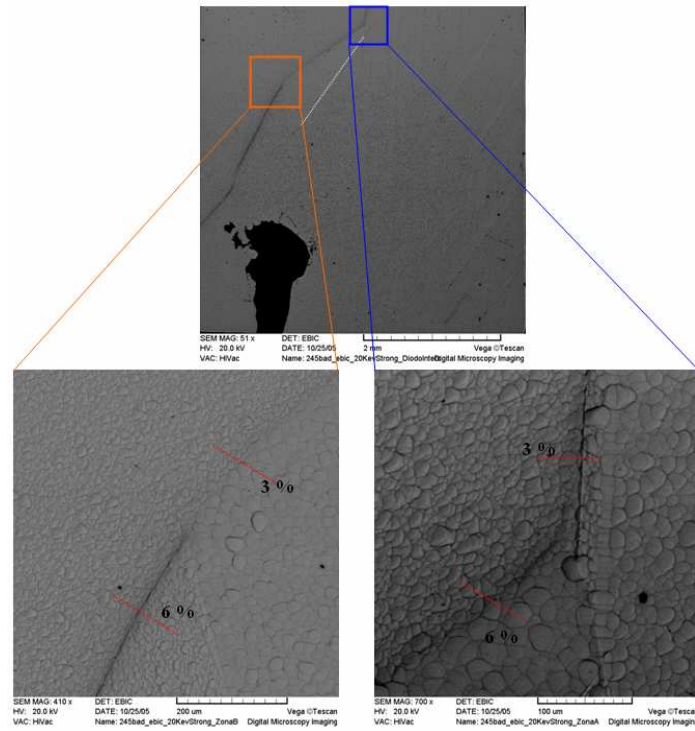 SEM MAG: 51 x DET: EBIC
HV: 20.0 kV DATE: 10/25/05 2 mm Vega ©Tescan
VAC: HiVac Name: 245bad_ebic_20KevStrong_DiodoInteroDigital Microscopy Imaging
3 %
6 %
SEM MAG: 410 x DET: EBIC
HV: 20.0 kV DATE: 10/25/05 200 um Vega ©Tescan
VAC: HiVac Name: 245bad_ebic_20KevStrong_ZonaB Digital Microscopy Imaging
3 %
6 %
SEM MAG: 700 x DET: EBIC
HV: 20.0 kV DATE: 10/25/05 100 um Vega ©Tescan
VAC: HiVac Name: 245bad_ebic_20KevStrong_ZonaA Digital Microscopy Imaging